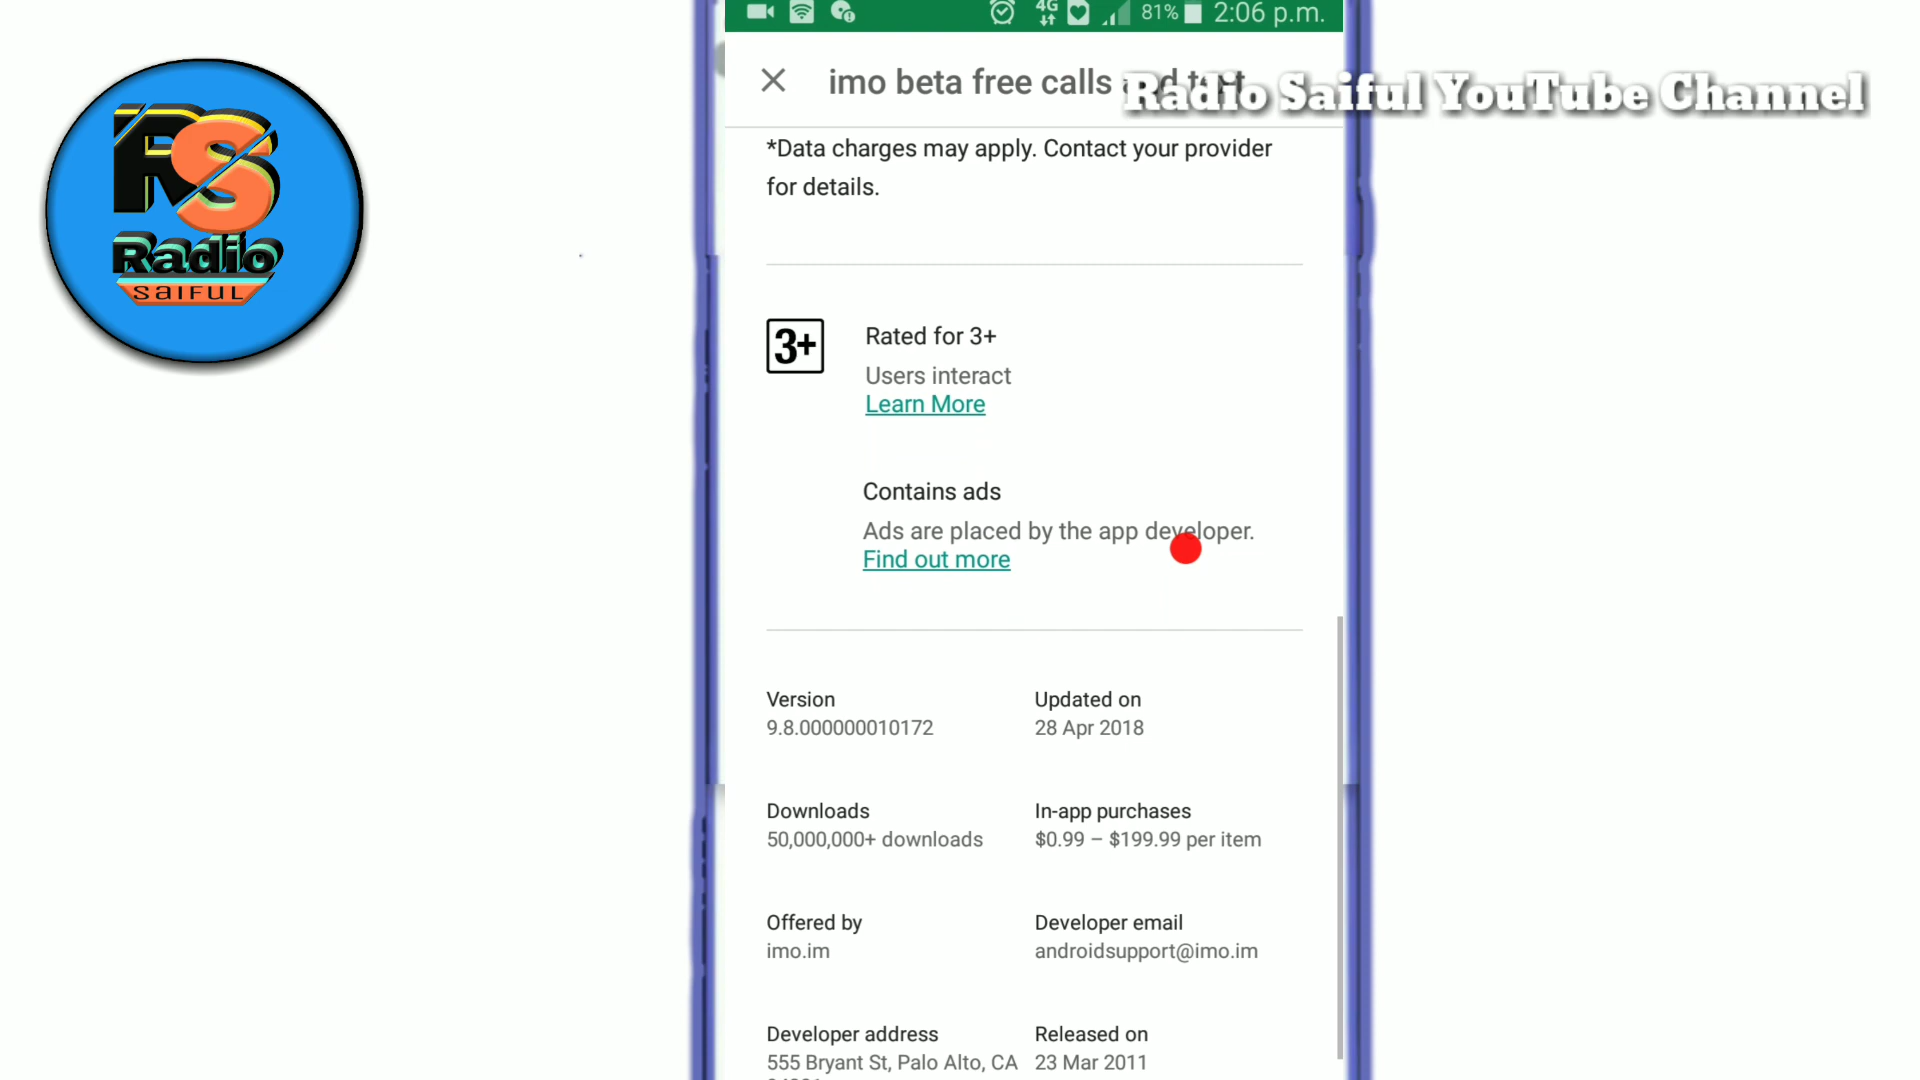 4G 81% 2:06 p.m.
imo beta free calls and text
Radio Saiful YouTube Channel
RS
Radio
SAIFUL
*Data charges may apply. Contact your provider
for details.
3+
Rated for 3+
Users interact
Learn More
Contains ads
Ads are placed by the app developer.
Find out more
Version
9.8.000000010172
Updated on
28 Apr 2018
Downloads
50,000,000+ downloads
In-app purchases
$0.99 – $199.99 per item
Offered by
imo.im
Developer email
androidsupport@imo.im
Developer address
555 Bryant St, Palo Alto, CA
Released on
23 Mar 2011